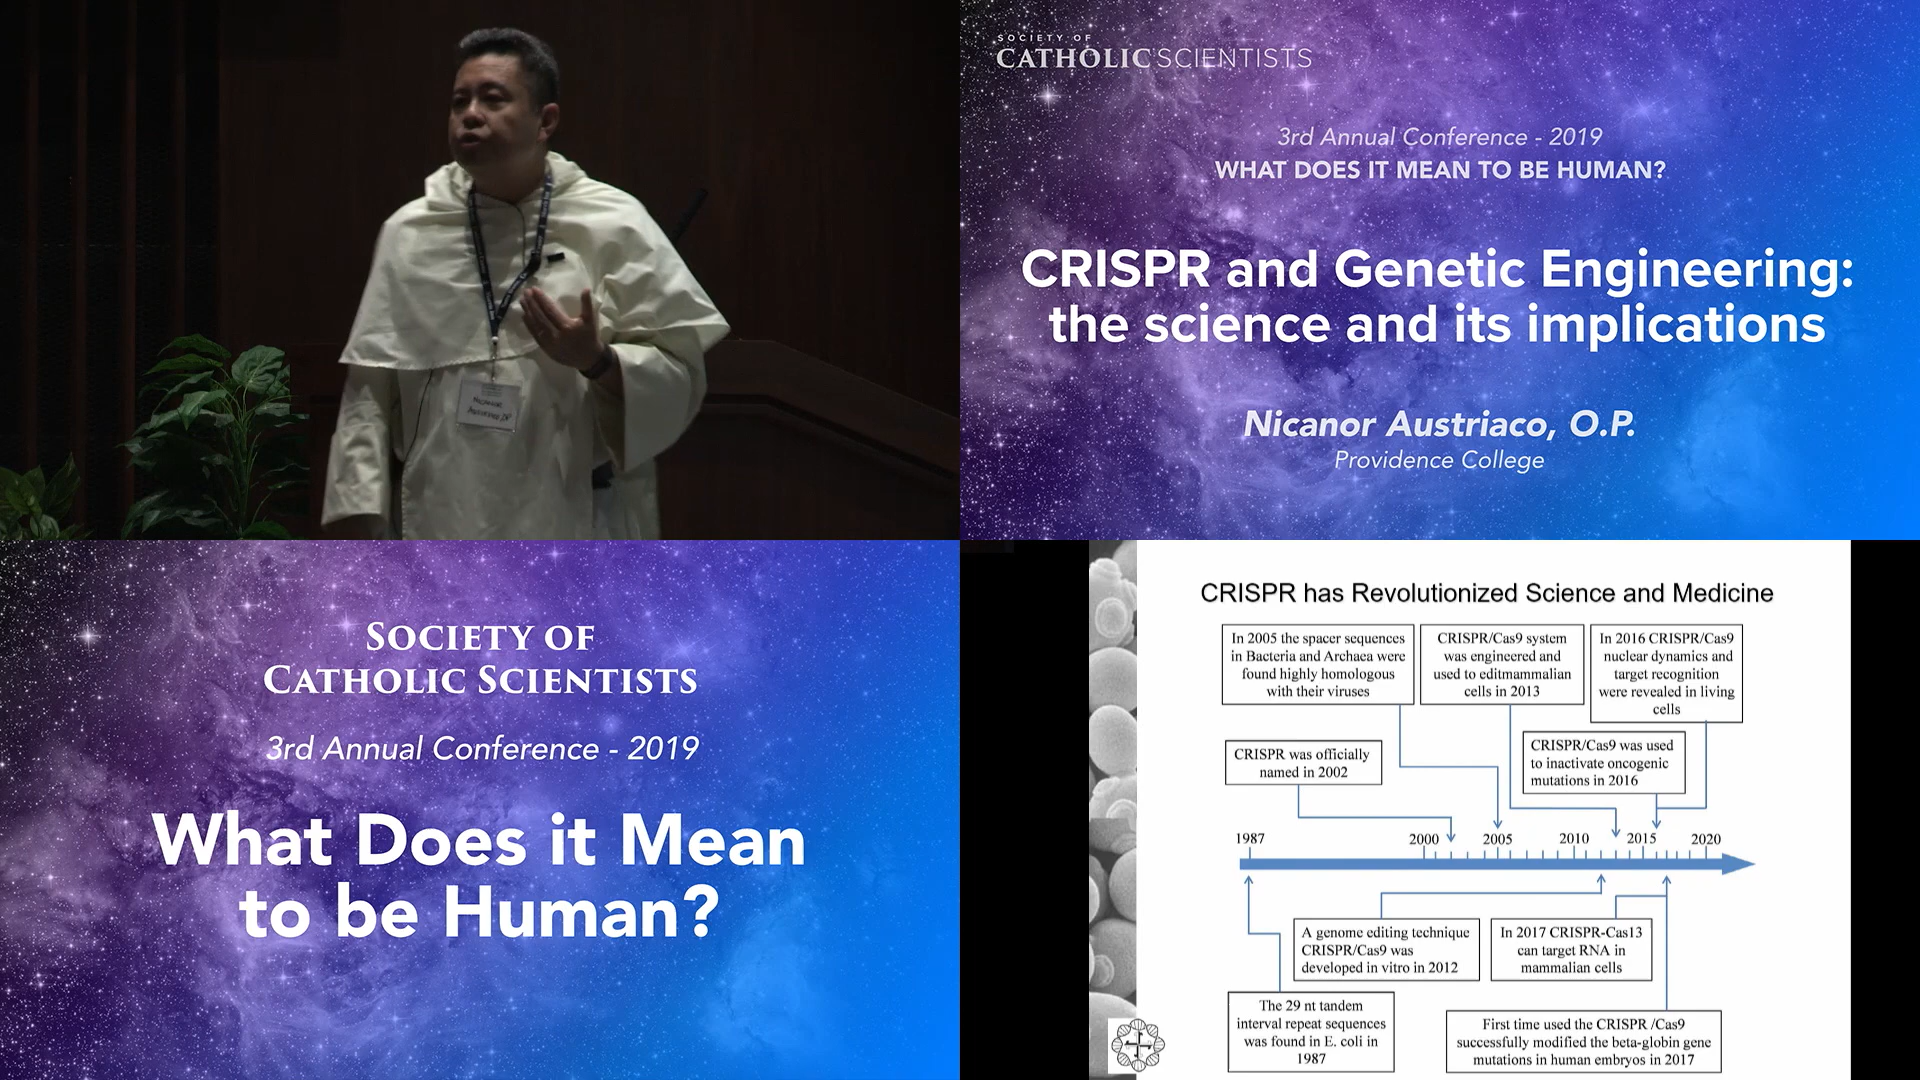 NICANOR
AUSTRIACO, OP
SOCIETY OF
CATHOLIC SCIENTISTS
3rd Annual Conference - 2019
WHAT DOES IT MEAN TO BE HUMAN?
CRISPR and Genetic Engineering:
the science and its implications
Nicanor Austriaco, O.P.
Providence College
SOCIETY OF
CATHOLIC SCIENTISTS
3rd Annual Conference - 2019
What Does it Mean
to be Human?
CRISPR has Revolutionized Science and Medicine
In 2005 the spacer sequences
in Bacteria and Archaea were
found highly homologous
with their viruses
CRISPR/Cas9 system
was engineered and
used to editmammalian
cells in 2013
In 2016 CRISPR/Cas9
nuclear dynamics and
target recognition
were revealed in living
cells
CRISPR was officially
named in 2002
CRISPR/Cas9 was used
to inactivate oncogenic
mutations in 2016
1987 2000 2005 2010 2015 2020
A genome editing technique
CRISPR/Cas9 was
developed in vitro in 2012
In 2017 CRISPR-Cas13
can target RNA in
mammalian cells
The 29 nt tandem
interval repeat sequences
was found in E. coli in
1987
First time used the CRISPR /Cas9
successfully modified the beta-globin gene
mutations in human embryos in 2017